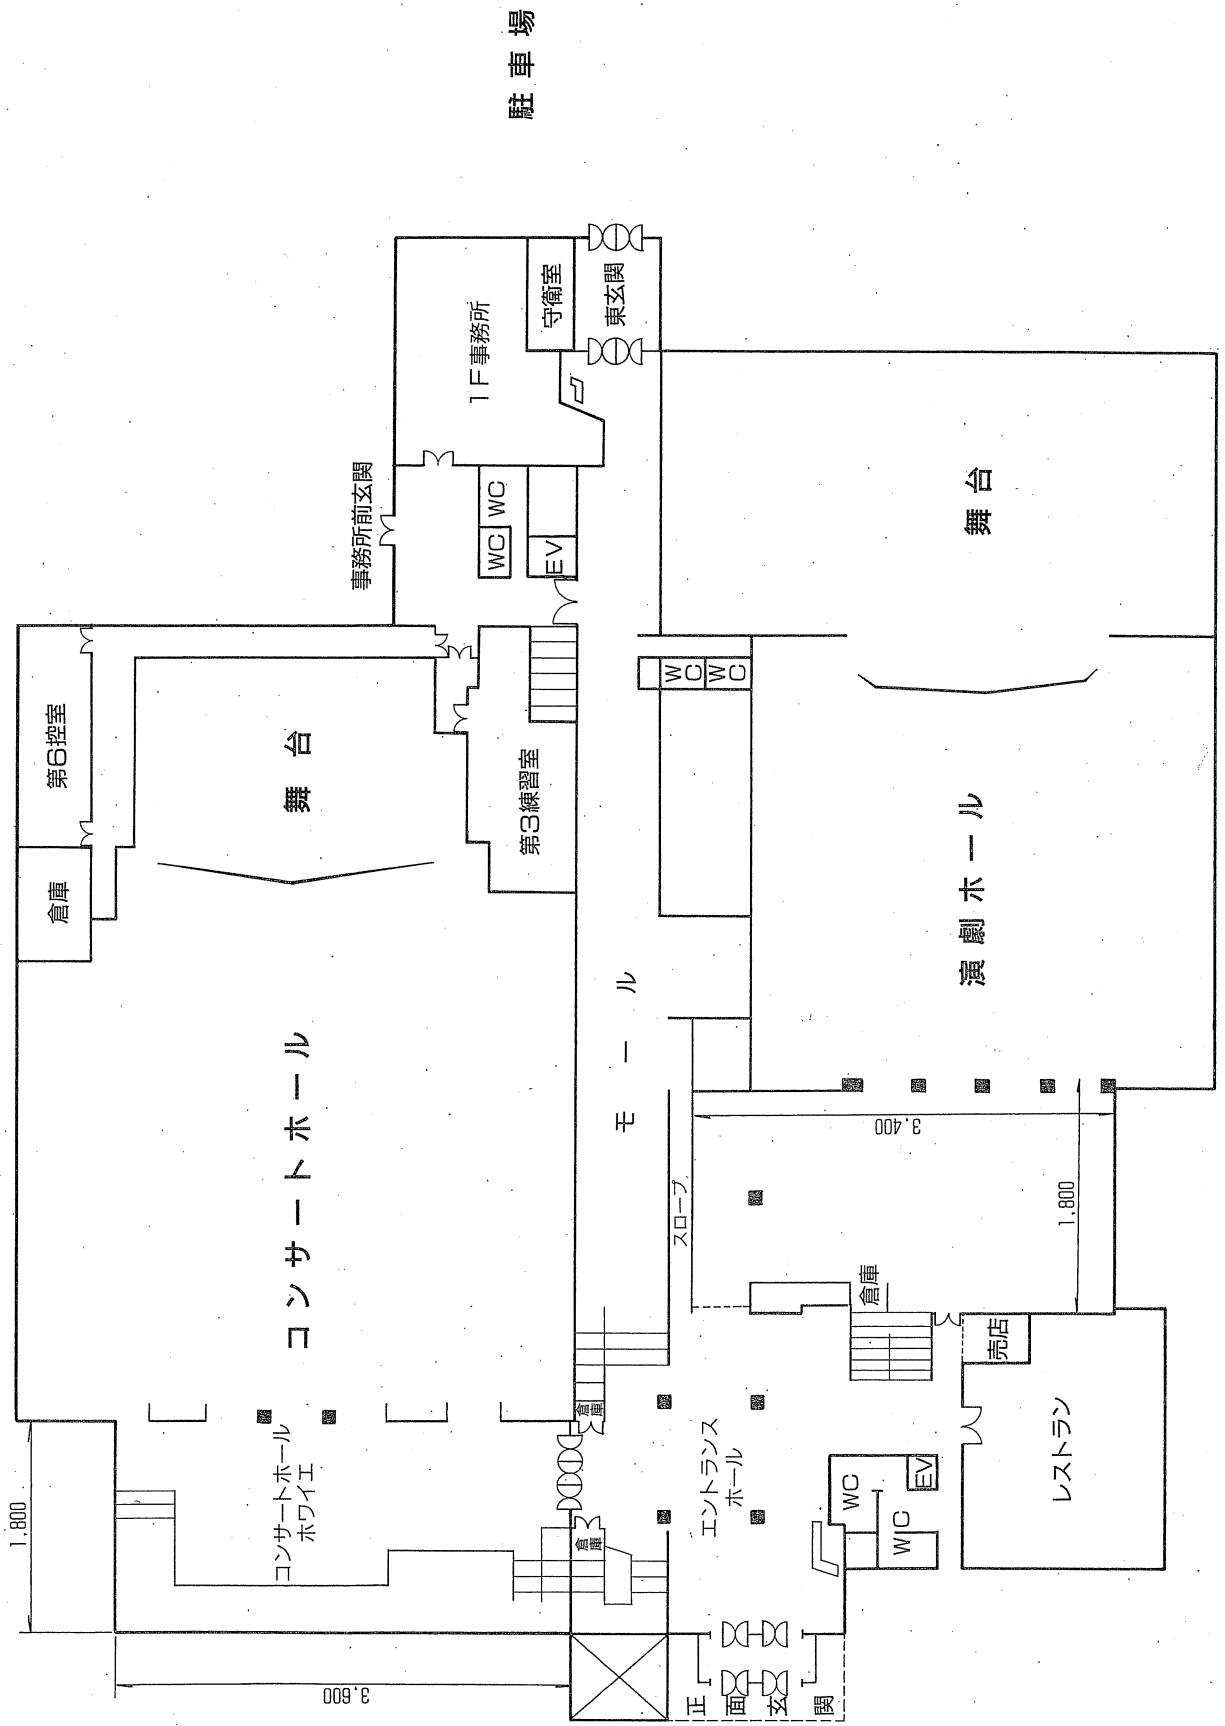 駐車場
1F事務所
守衛室
東玄関
事務所前玄関
WC
WC
EV
舞台
第6控室
倉庫
舞台
第3練習室
WC
WC
コンサートホール
モール
演劇ホール
スロープ
3,400
1,800
倉庫
売店
レストラン
倉庫
コンサートホール
ホワイエ
エントランス
ホール
倉庫
WC
WC
EV
1,800
3,600
正面玄関